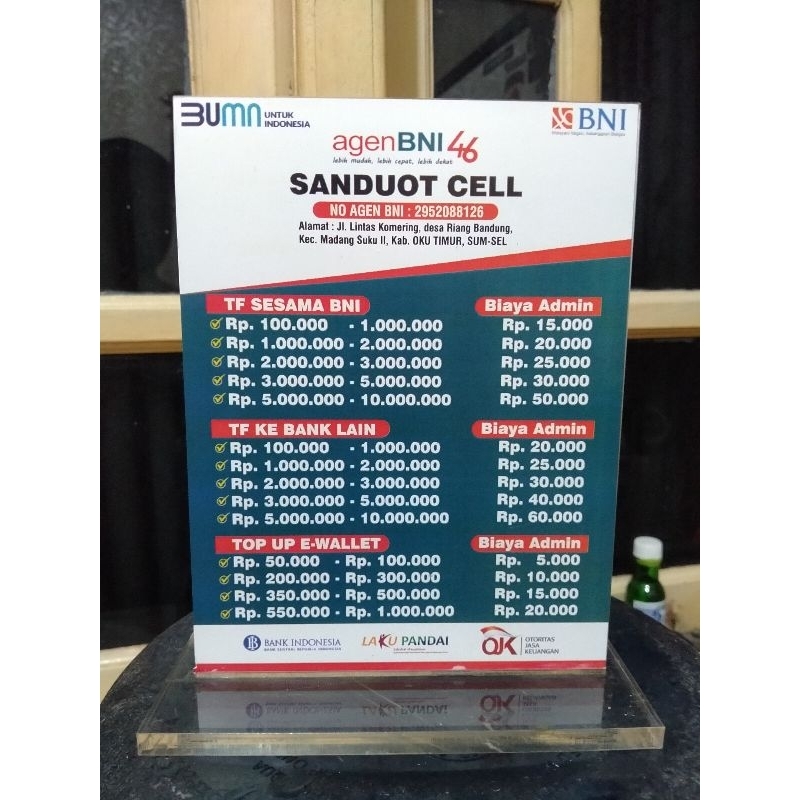 BUMN UNTUK INDONESIA
BNI
agenBNI 46
lebih mudah, lebih cepat, lebih dekat
SANDUOT CELL
NO AGEN BNI : 2952088126
Alamat : Jl. Lintas Komering, desa Riang Bandung,
Kec. Madang Suku II, Kab. OKU TIMUR, SUM-SEL
TF SESAMA BNI Biaya Admin
Rp. 100.000 - 1.000.000 Rp. 15.000
Rp. 1.000.000 - 2.000.000 Rp. 20.000
Rp. 2.000.000 - 3.000.000 Rp. 25.000
Rp. 3.000.000 - 5.000.000 Rp. 30.000
Rp. 5.000.000 - 10.000.000 Rp. 50.000
TF KE BANK LAIN Biaya Admin
Rp. 100.000 - 1.000.000 Rp. 20.000
Rp. 1.000.000 - 2.000.000 Rp. 25.000
Rp. 2.000.000 - 3.000.000 Rp. 30.000
Rp. 3.000.000 - 5.000.000 Rp. 40.000
Rp. 5.000.000 - 10.000.000 Rp. 60.000
TOP UP E-WALLET Biaya Admin
Rp. 50.000 - Rp. 100.000 Rp. 5.000
Rp. 200.000 - Rp. 300.000 Rp. 10.000
Rp. 350.000 - Rp. 500.000 Rp. 15.000
Rp. 550.000 - Rp. 1.000.000 Rp. 20.000
BANK INDONESIA
BANK SENTRAL REPUBLIK INDONESIA
LAKU PANDAI
OJK OTORITAS JASA KEUANGAN